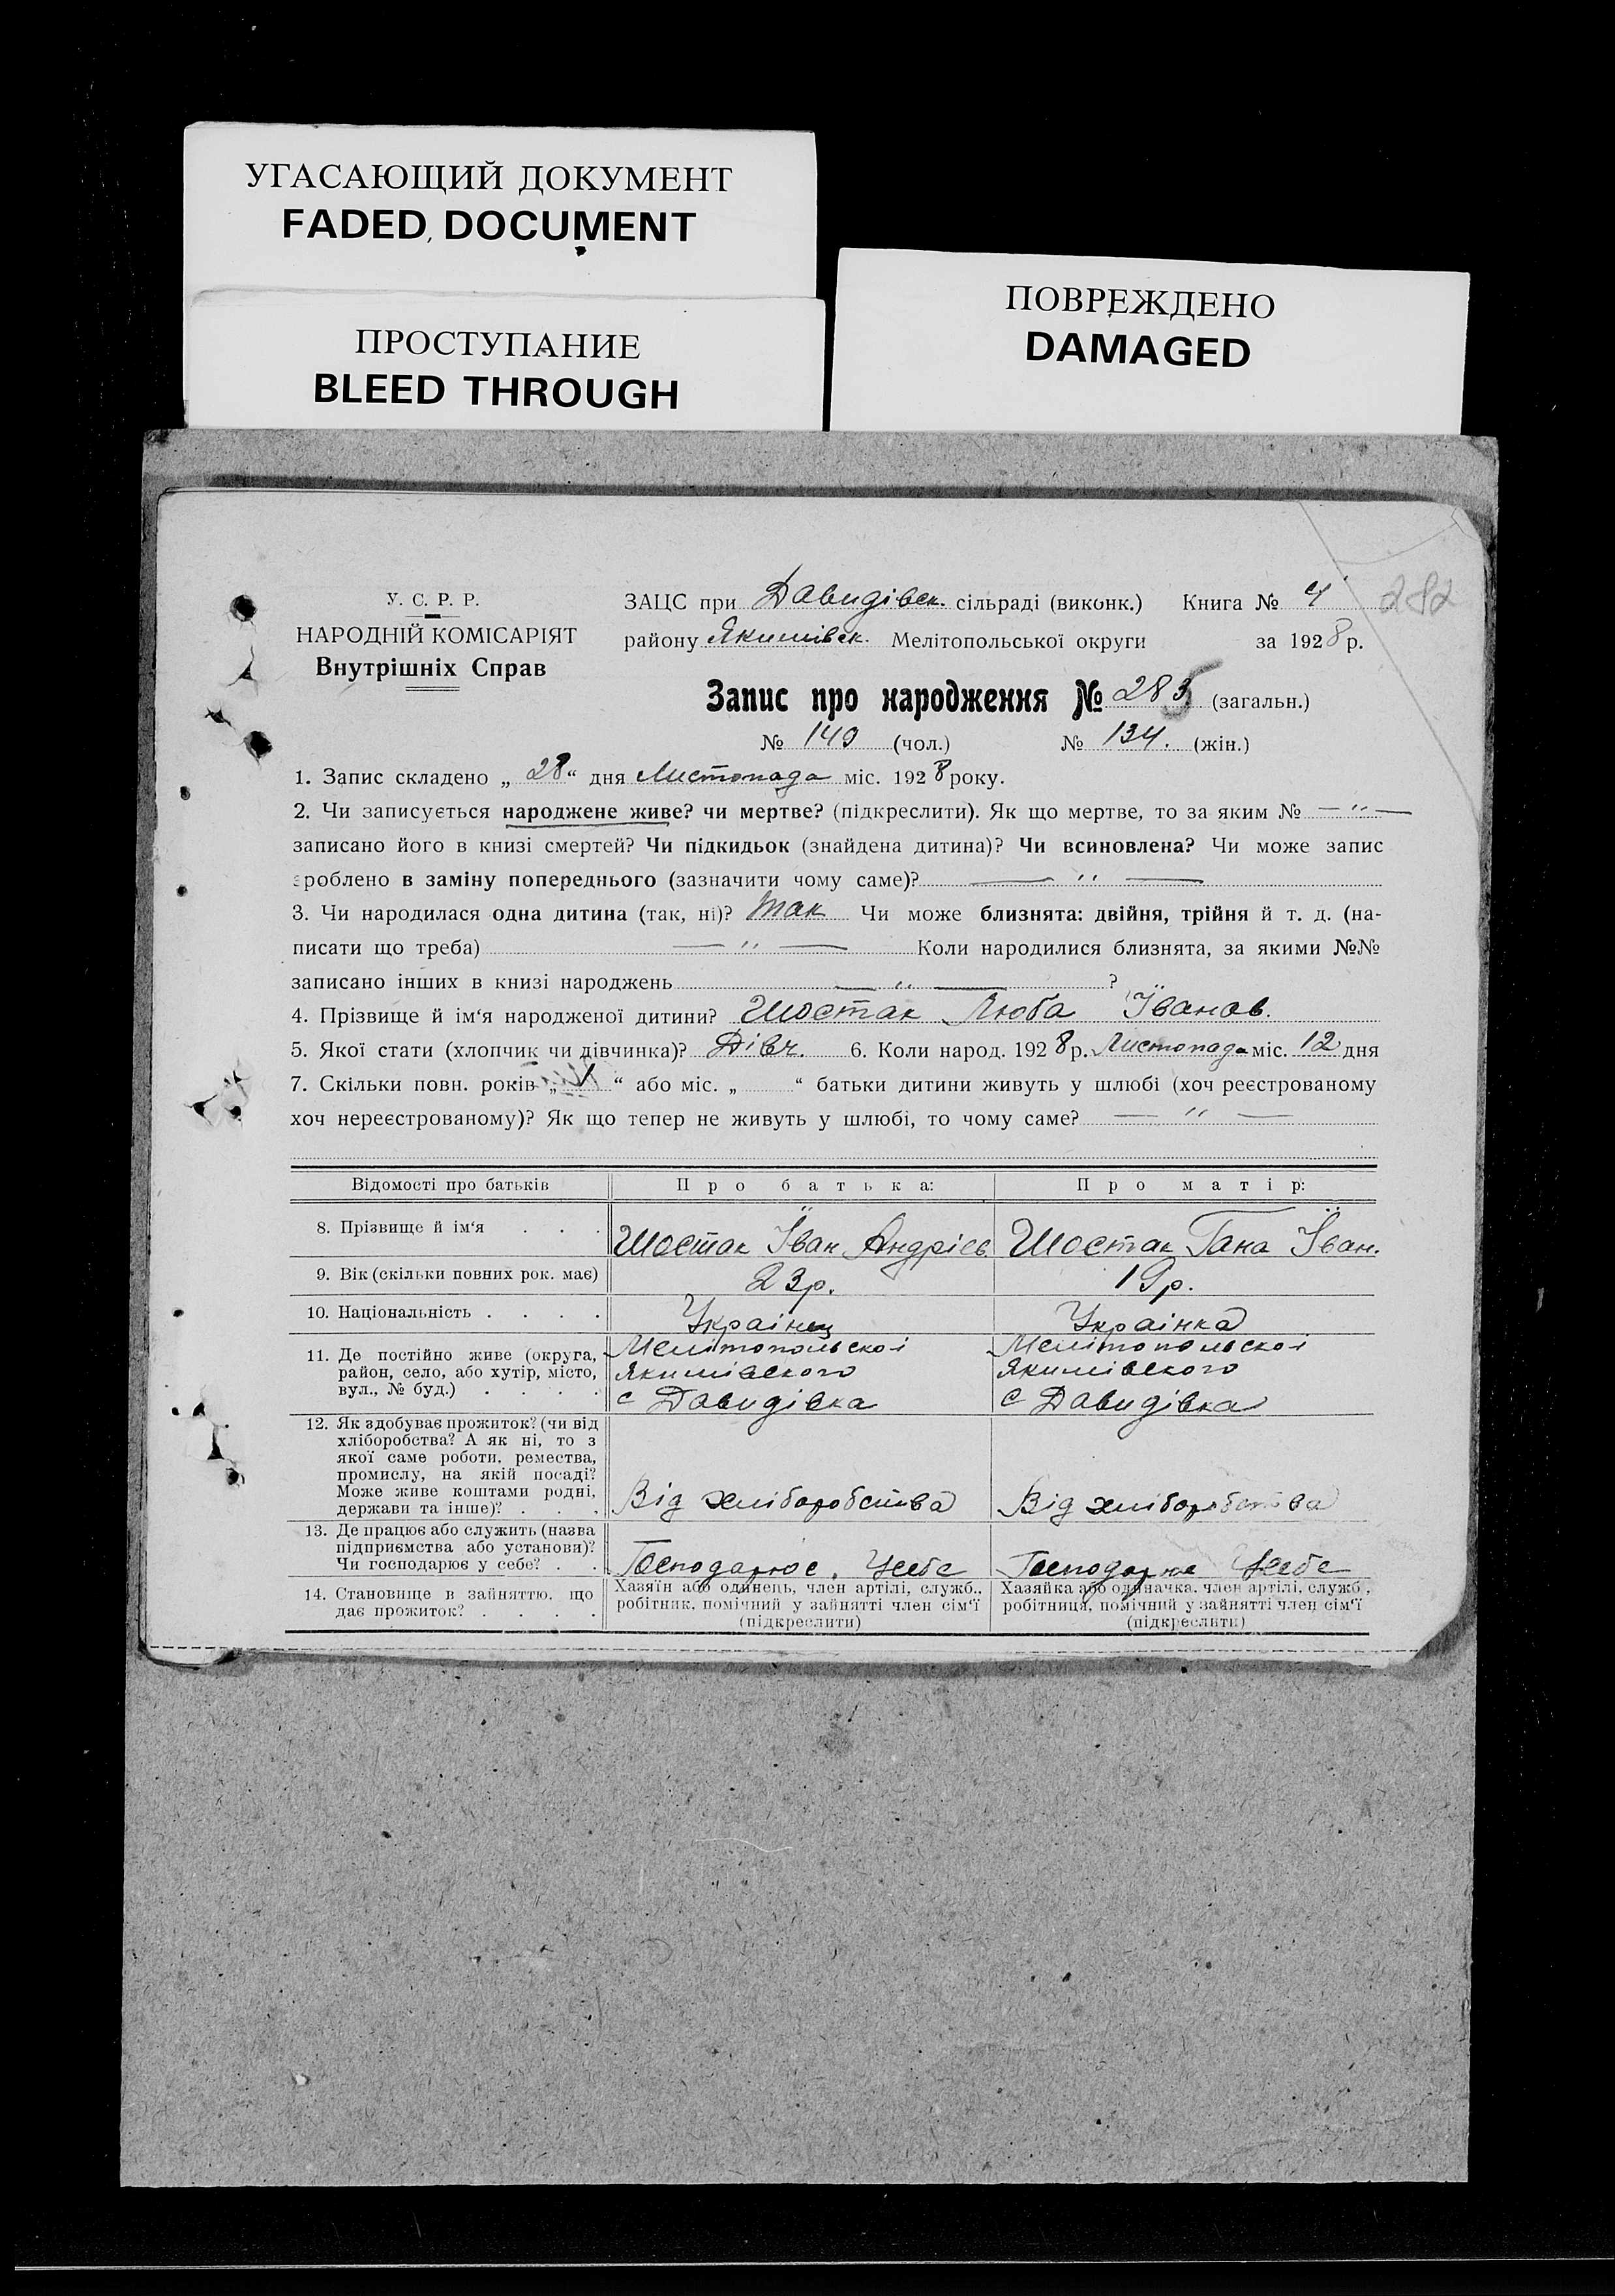 УГАСАЮЩИЙ ДОКУМЕНТ
FADED DOCUMENT
ПРОСТУПАНИЕ
BLEED THROUGH
ПОВРЕЖДЕНО
DAMAGED
282
У. С. Р. Р.
НАРОДНІЙ КОМІСАРІЯТ
Внутрішніх Справ
ЗАЦС при Давидівск. сільраді (виконк.) Книга № 4
району Якимівск. Мелітопольської округи за 1928 р.
Запис про народження № 285 (загальн.)
№ 149 (чол.) № 134. (жін.)
1. Запис складено „ 28 “ дня Листопада міс. 1928 року.
2. Чи записується народжене живе? чи мертве? (підкреслити). Як що мертве, то за яким № — " —
записано його в книзі смертей? Чи підкидьок (знайдена дитина)? Чи всиновлена? Чи може запис
зроблено в заміну попереднього (зазначити чому саме)? — " —
3. Чи народилася одна дитина (так, ні)? так Чи може близнята: двійня, трійня й т. д. (на-
писати що треба) — " — Коли народилися близнята, за якими №№
записано інших в книзі народжень — " — ?
4. Прізвище й ім‘я народженої дитини? Шостак Люба Іванов.
5. Якої стати (хлопчик чи дівчинка)? Дівч. 6. Коли народ. 1928 р. Листопада міс. 12 дня
7. Скільки повн. років „ 1 “ або міс. „ “ батьки дитини живуть у шлюбі (хоч реєстрованому
хоч нереєстрованому)? Як що тепер не живуть у шлюбі, то чому саме? — " —
Відомості про батьків Про батька: Про матір:
8. Прізвище й ім‘я . . . Шостак Іван Андріев Шостак Гана Іван.
9. Вік (скільки повних рок. має) 23 р. 19 р.
10. Національність . . . . Украінец Украінка
11. Де постійно живе (округа,
район, село, або хутір, місто,
вул., № буд.) . . . .
Мелітопольскоі
Якимівского
с Давидівка
Мелітопольскоі
Якимівского
с Давидівка
12. Як здобуває прожиток? (чи від
хліборобства? А як ні, то з
якої саме роботи, ремества,
промислу, на якій посаді?
Може живе коштами родні,
держави та інше)? . . .
Від хліборобства Від хліборобства
13. Де працює або служить (назва
підприємства або установи)?
Чи господарює у себе? . .
Господарює. Усебе Господарює Усебе
14. Становище в зайняттю, що
дає прожиток? . . . .
Хазяїн або одинець, член артілі, служб.,
робітник, помічний у зайнятті член сім‘ї
(підкреслити)
Хазяйка або одиначка, член артілі, служб.,
робітниця, помічний у зайнятті член сім‘ї
(підкреслити)